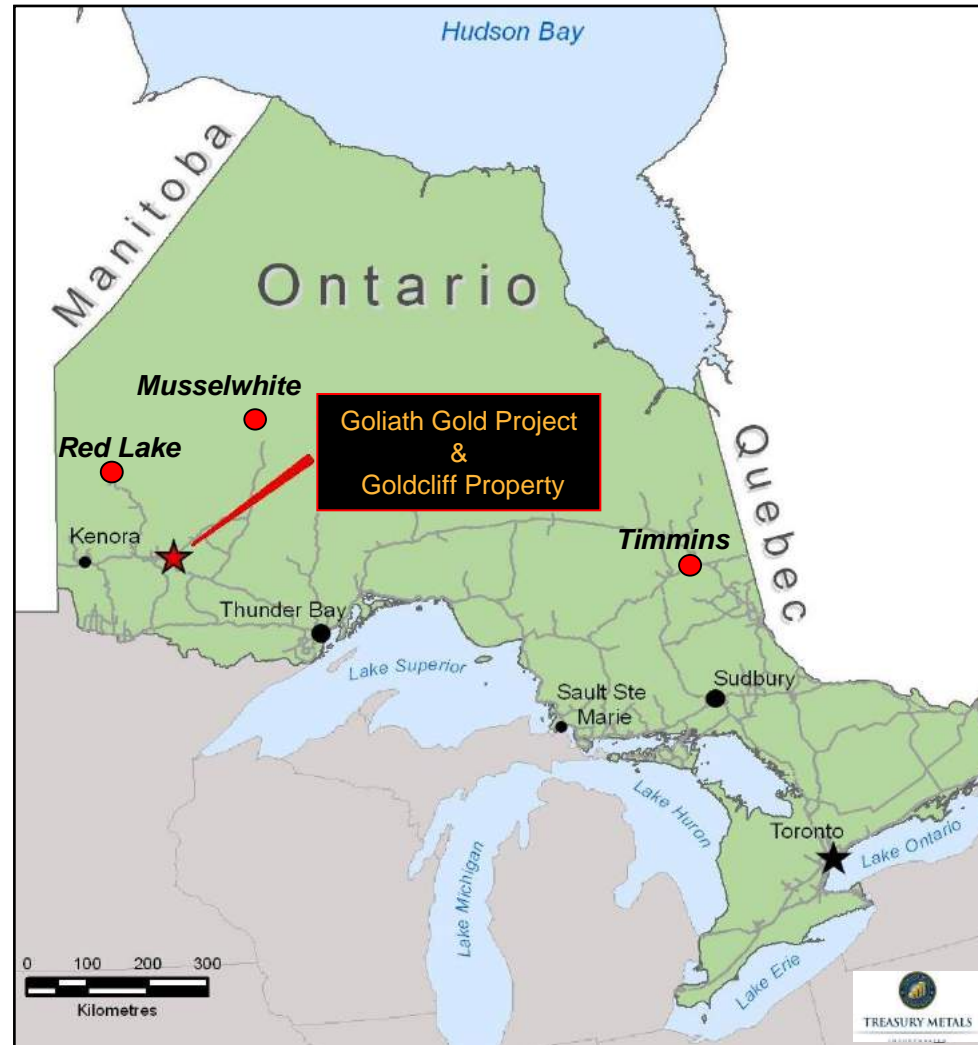 Hudson Bay
Manitoba
Ontario
Musselwhite
Red Lake
Goliath Gold Project
&
Goldcliff Property
Quebec
Kenora
Timmins
Thunder Bay
Lake Superior
Sault Ste
Marie
Sudbury
Lake Huron
Toronto
Lake Ontario
Lake Michigan
Lake Erie
0 100 200 300
Kilometres
TREASURY METALS